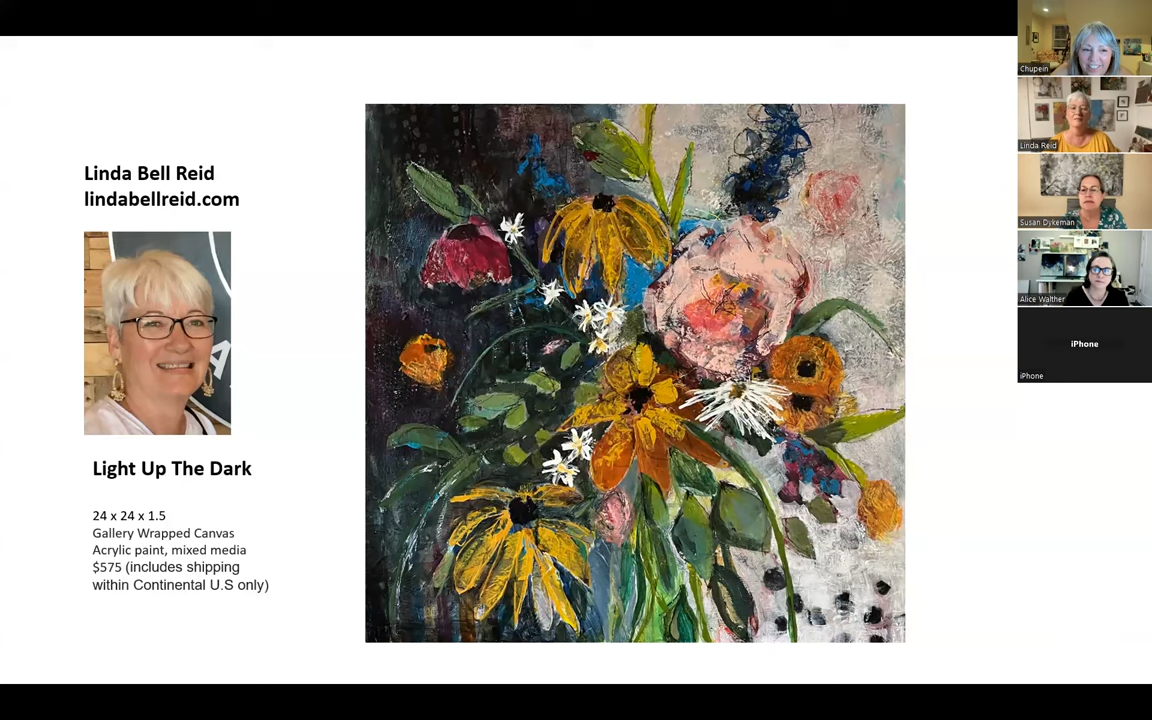 Linda Bell Reid
lindabellreid.com
Light Up The Dark
24 x 24 x 1.5
Gallery Wrapped Canvas
Acrylic paint, mixed media
$575 (includes shipping
within Continental U.S only)
Chupein
Linda Reid
Susan Dykeman
Alice Walther
iPhone
iPhone